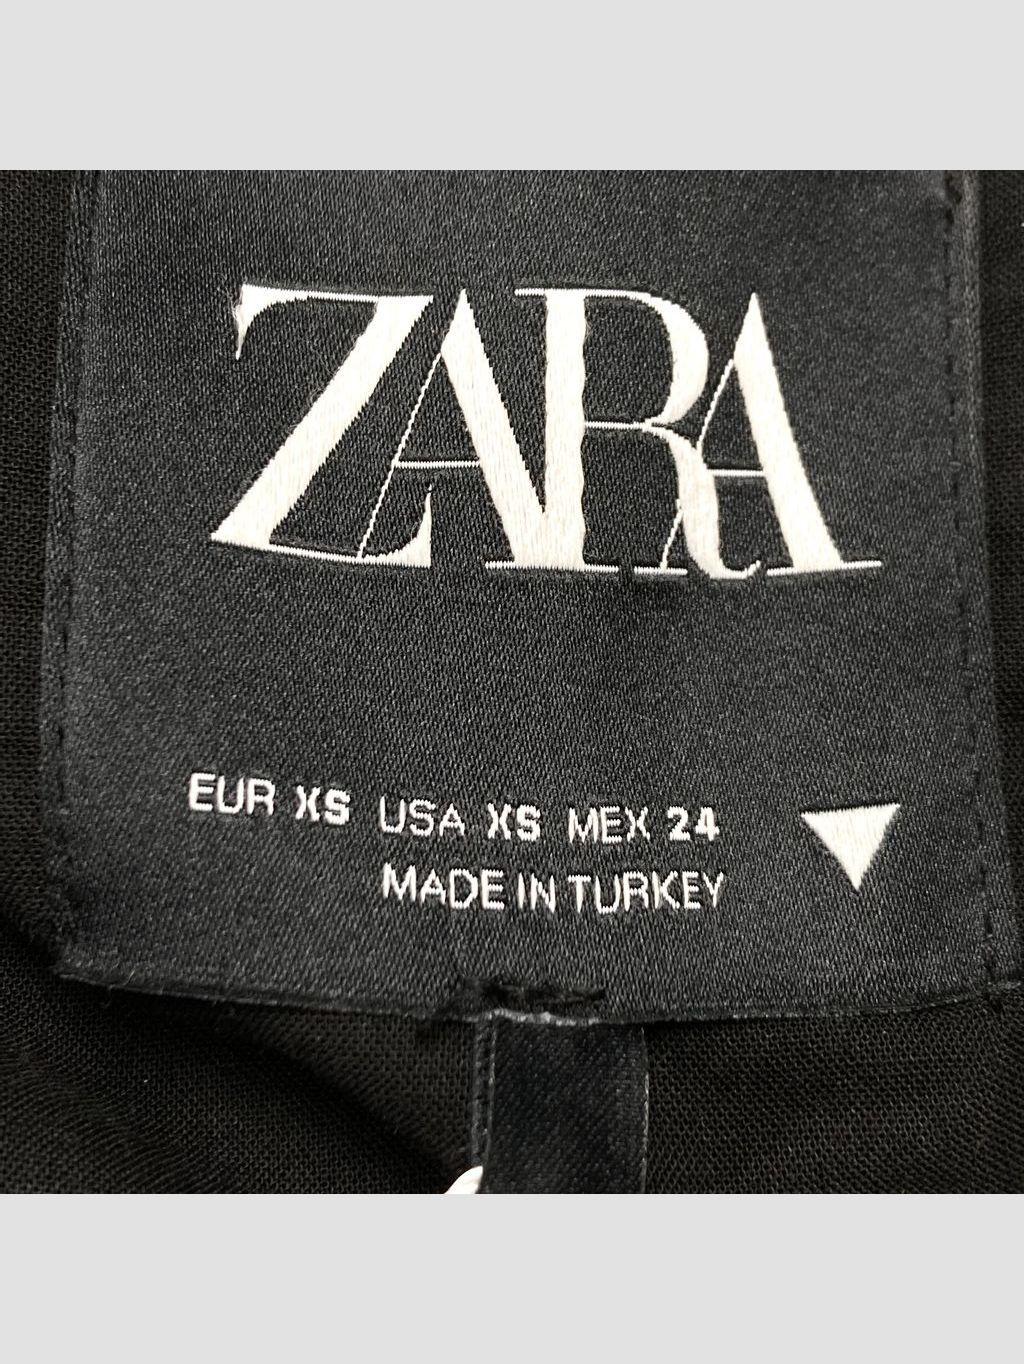 ZARA
EUR XS USA XS MEX 24
MADE IN TURKEY